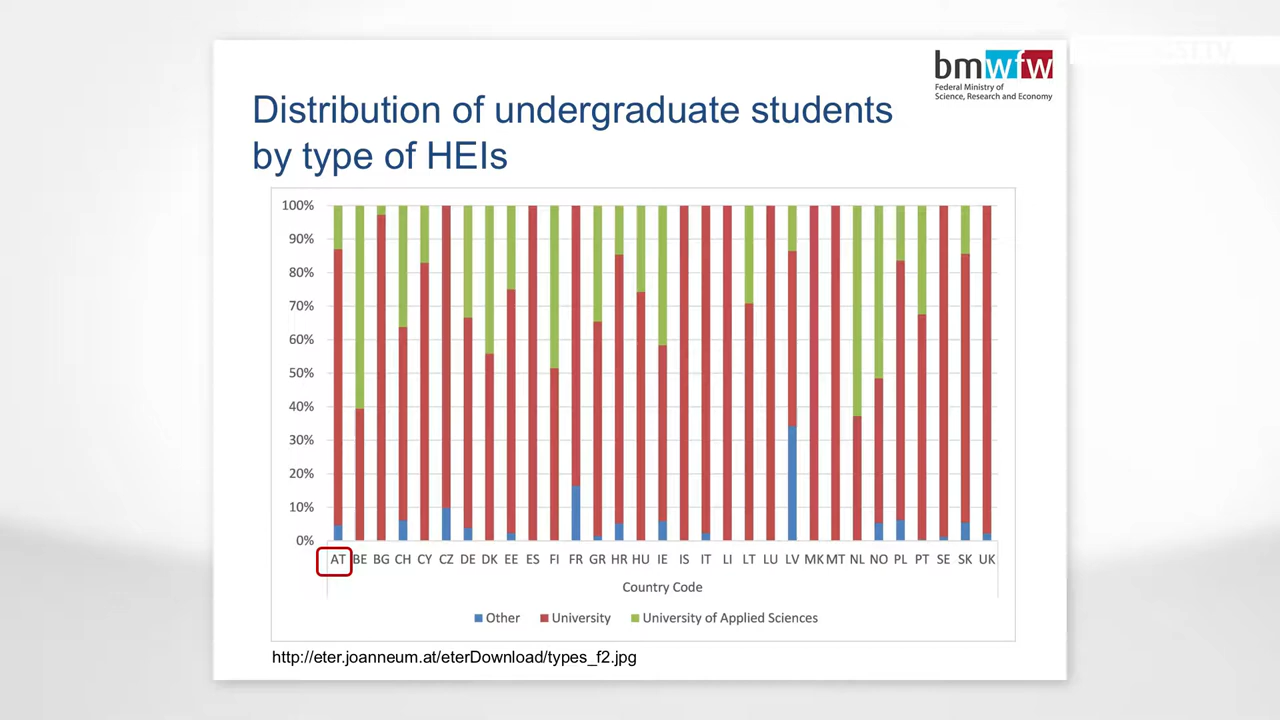 bmwfw
Federal Ministry of
Science, Research and Economy
Distribution of undergraduate students
by type of HEIs
100%
90%
80%
70%
60%
50%
40%
30%
20%
10%
0%
AT BE BG CH CY CZ DE DK EE ES FI FR GR HR HU IE IS IT LI LT LU LV MK MT NL NO PL PT SE SK UK
Country Code
Other University University of Applied Sciences
http://eter.joanneum.at/eterDownload/types_f2.jpg